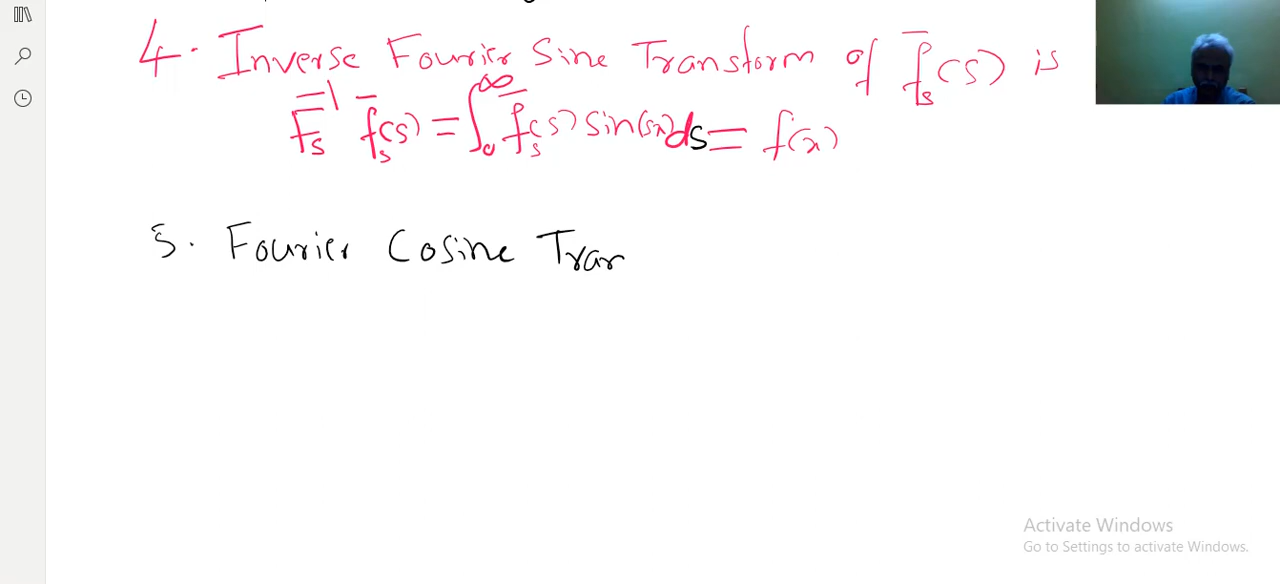 4. Inverse Fourier Sine Transform of f̄ₛ(s) is
F̄ₛ⁻¹ f̄ₛ(s) = ∫₀^∞ f̄ₛ(s) sin(sx) ds = f(x)
5. Fourier Cosine Tran
Activate Windows
Go to Settings to activate Windows.